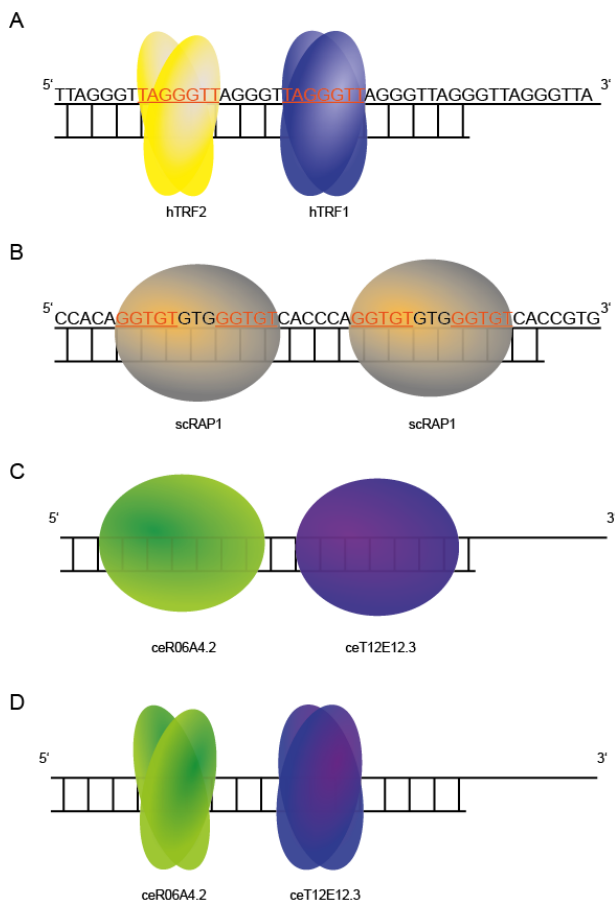 A
5' 3'
TTAGGGTTAGGGTTAGGGTTAGGGTTAGGGTTAGGGTTAGGGTTA
hTRF2 hTRF1
B
5' 3'
CCACAGGTGTGTGGGTGTCACCCAGGTGTGTGGGTGTCACCGTG
scRAP1 scRAP1
C
5' 3'
ceR06A4.2 ceT12E12.3
D
5' 3'
ceR06A4.2 ceT12E12.3